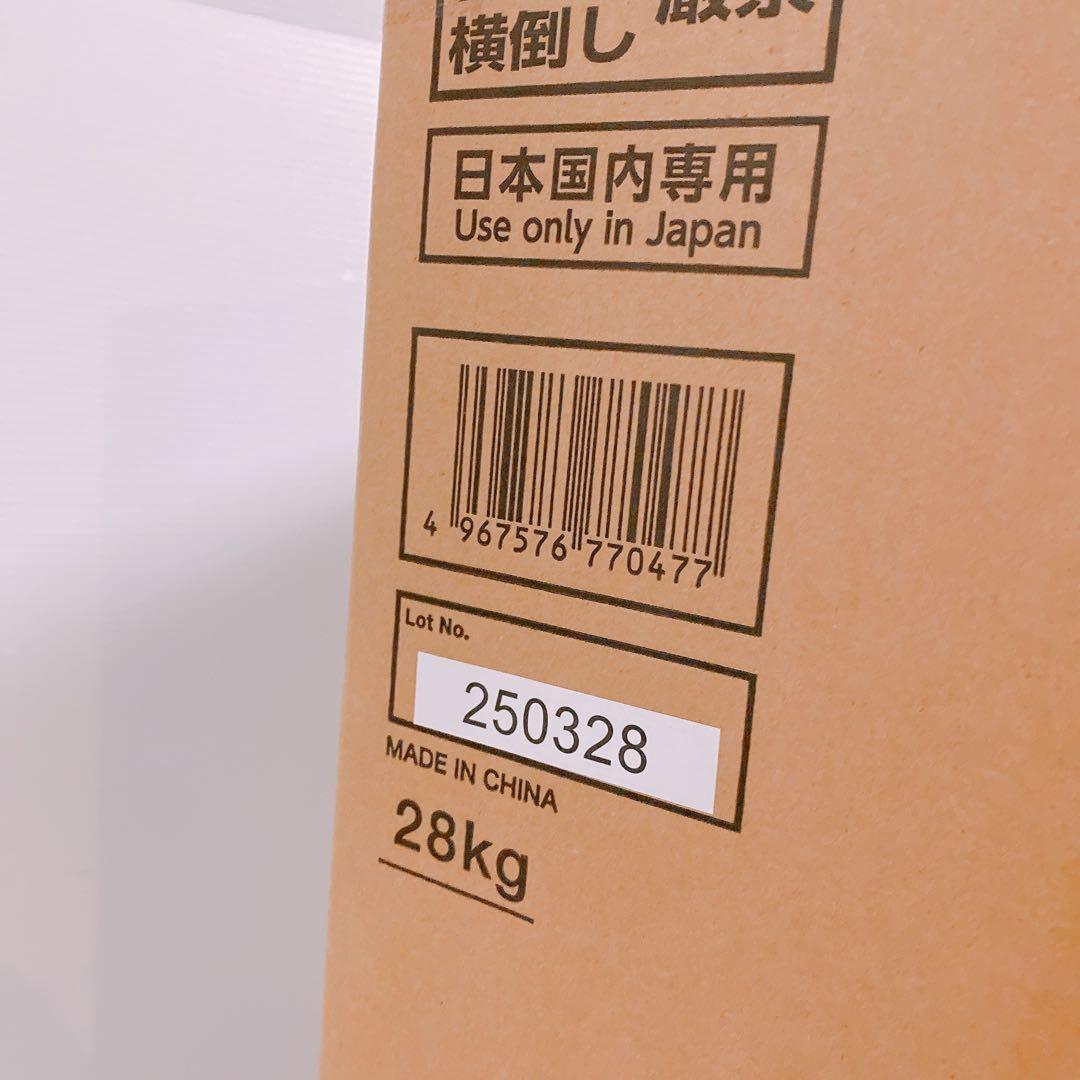 横倒し
日本国内専用
Use only in Japan
4 967576 770477
Lot No.
250328
MADE IN CHINA
28kg